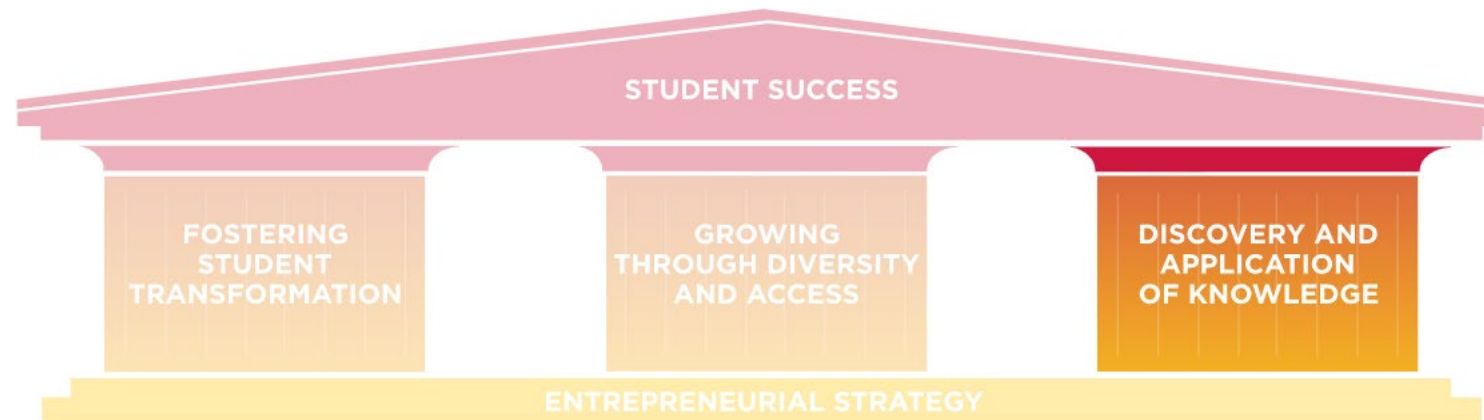 STUDENT SUCCESS
FOSTERING
STUDENT
TRANSFORMATION
GROWING
THROUGH DIVERSITY
AND ACCESS
DISCOVERY AND
APPLICATION
OF KNOWLEDGE
ENTREPRENEURIAL STRATEGY